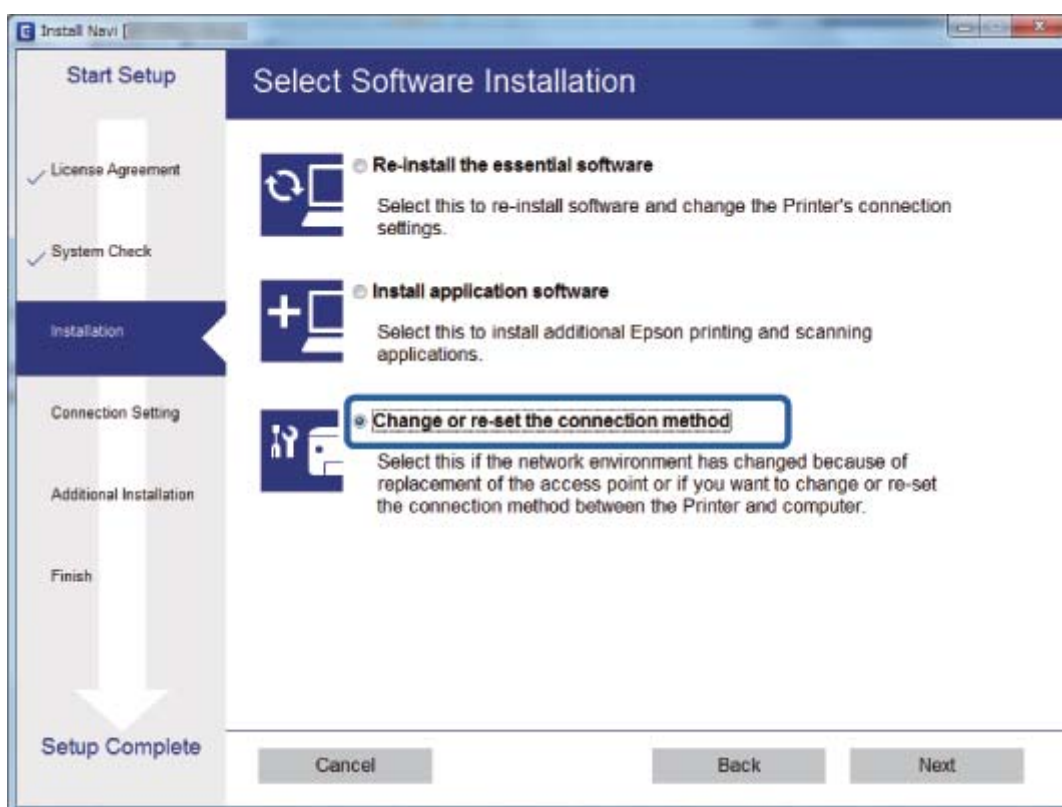 Install Navi [
Start Setup
License Agreement
System Check
Installation
Connection Setting
Additional Installation
Finish
Setup Complete
Select Software Installation
Re-install the essential software
Select this to re-install software and change the Printer's connection
settings.
Install application software
Select this to install additional Epson printing and scanning
applications.
Change or re-set the connection method
Select this if the network environment has changed because of
replacement of the access point or if you want to change or re-set
the connection method between the Printer and computer.
Cancel
Back
Next